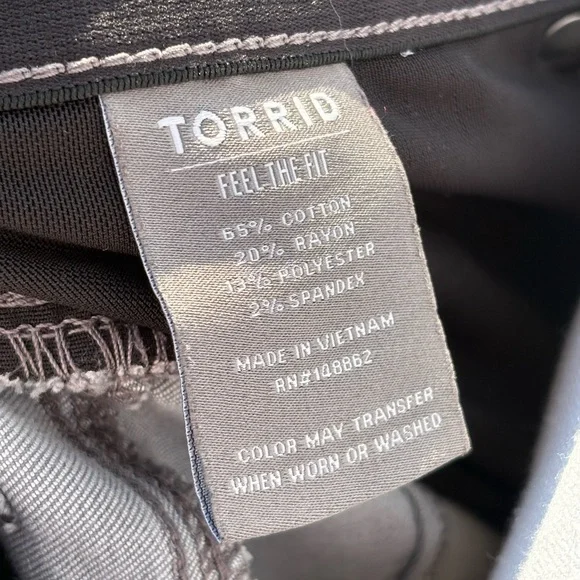 TORRID
FEEL THE FIT
65% COTTON
20% RAYON
13% POLYESTER
2% SPANDEX
MADE IN VIETNAM
RN#148862
COLOR MAY TRANSFER
WHEN WORN OR WASHED